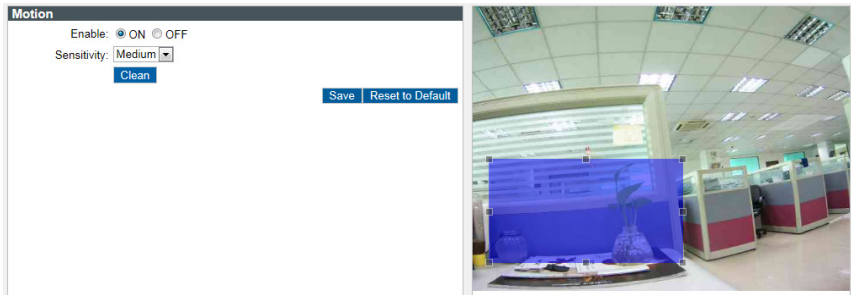 Motion
Enable: ON OFF
Sensitivity: Medium
Clean
Save Reset to Default